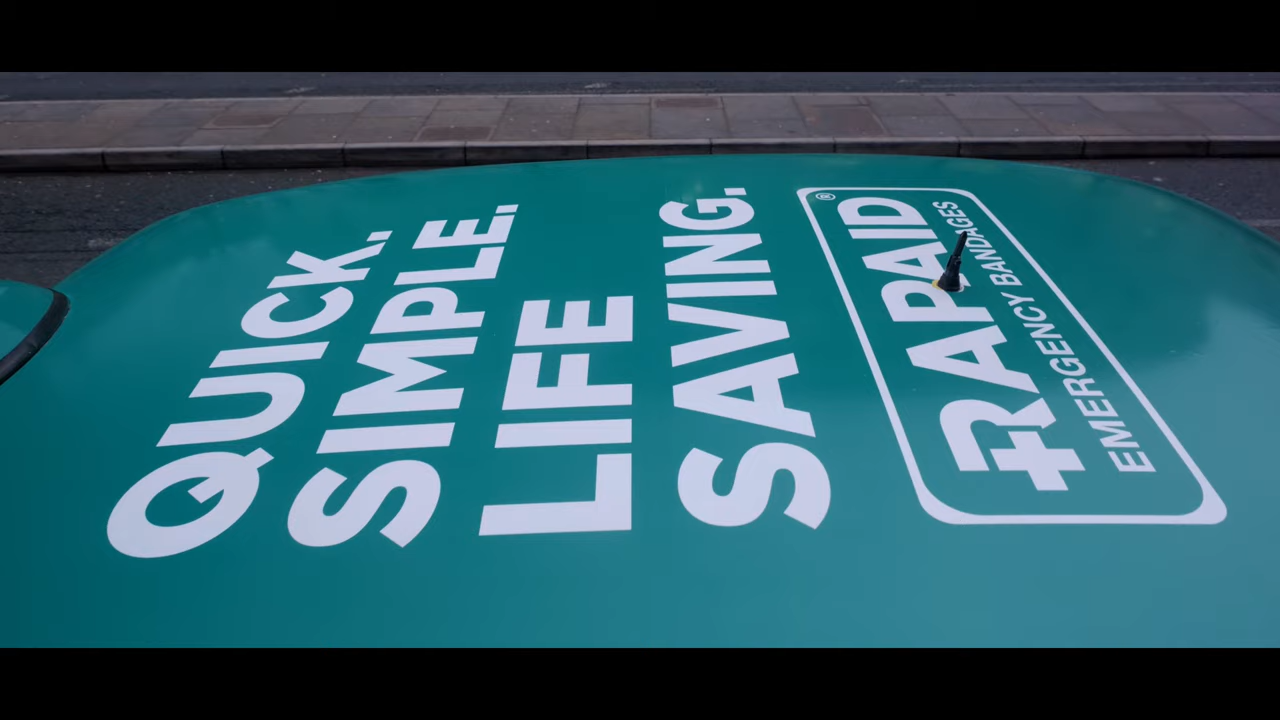 QUICK.
SIMPLE.
LIFE
SAVING.
RAPAID®
EMERGENCY BANDAGES